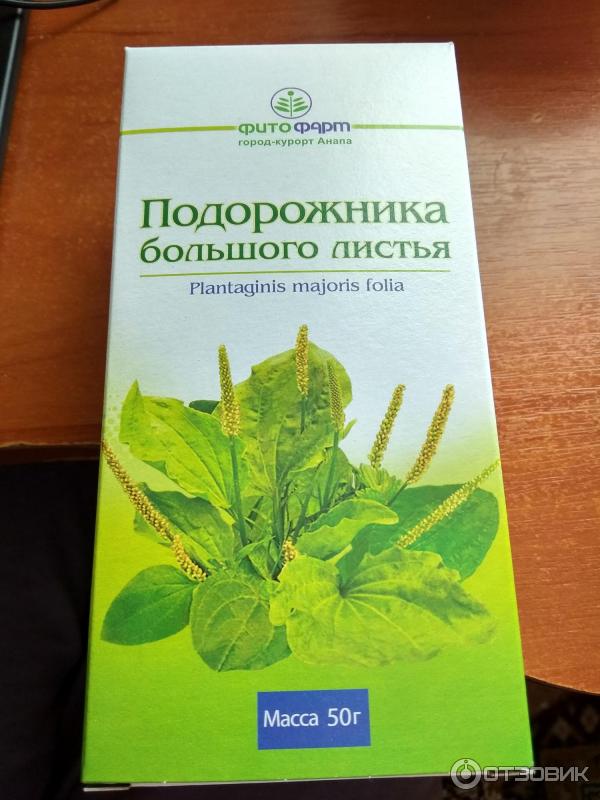 ФИТОФАРМ
город-курорт Анапа
Подорожника
большого листья
Plantaginis majoris folia
Масса 50г
ОТЗОВИК